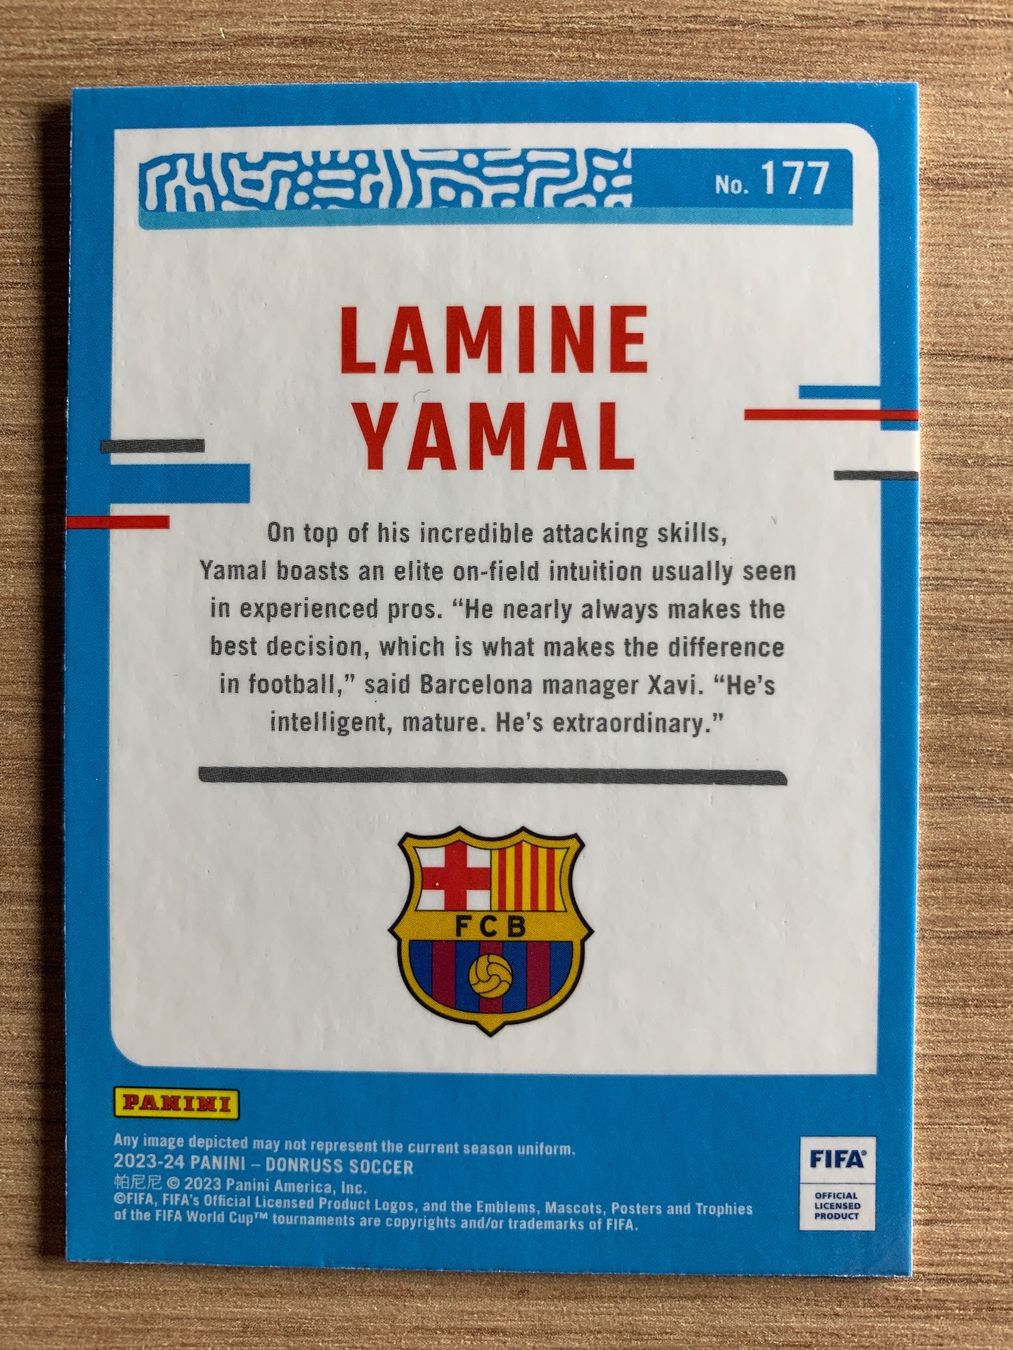 No. 177
LAMINE
YAMAL
On top of his incredible attacking skills,
Yamal boasts an elite on-field intuition usually seen
in experienced pros. “He nearly always makes the
best decision, which is what makes the difference
in football,” said Barcelona manager Xavi. “He’s
intelligent, mature. He’s extraordinary.”
FCB
PANINI
Any image depicted may not represent the current season uniform.
2023-24 PANINI – DONRUSS SOCCER
帕尼尼 © 2023 Panini America, Inc.
©FIFA, FIFA's Official Licensed Product Logos, and the Emblems, Mascots, Posters and Trophies
of the FIFA World Cup™ tournaments are copyrights and/or trademarks of FIFA.
FIFA®
OFFICIAL
LICENSED
PRODUCT